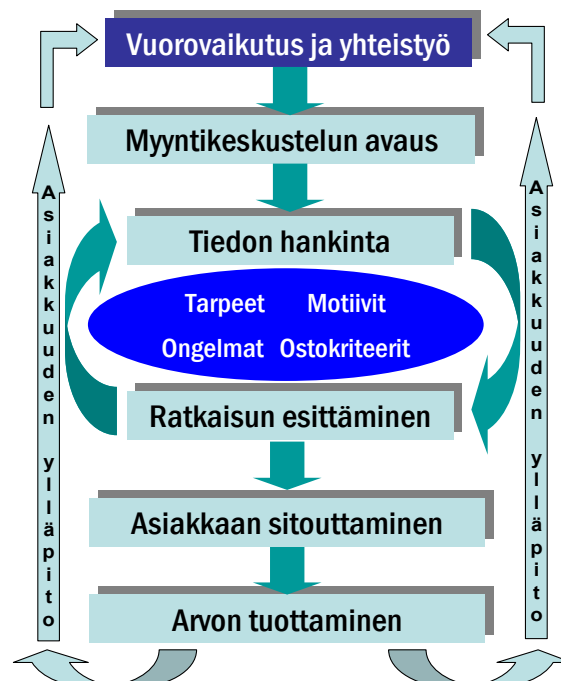 Vuorovaikutus ja yhteistyö
Myyntikeskustelun avaus
Tiedon hankinta
Tarpeet Motiivit
Ongelmat Ostokriteerit
Ratkaisun esittäminen
Asiakkaan sitouttaminen
Arvon tuottaminen
Asiakkuuden ylläpito
Asiakkuuden ylläpito